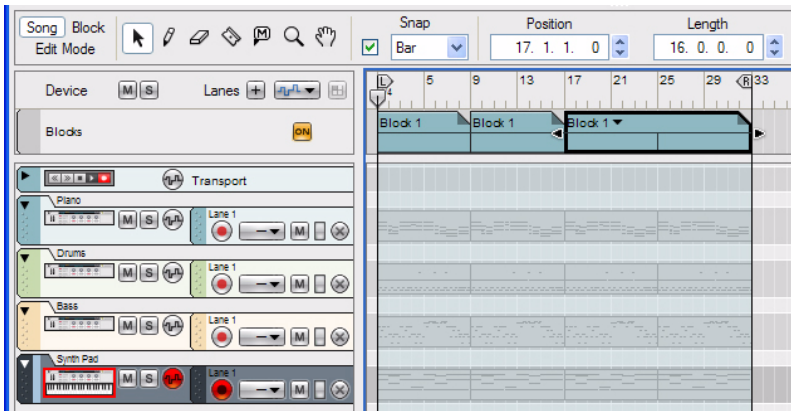 Song Block
Edit Mode
M
Snap
Bar
Position
17. 1. 1. 0
Length
16. 0. 0. 0
Device M S Lanes +
L 5 9 13 17 21 25 29 R 33
4
Blocks ON
Block 1 Block 1 Block 1
Transport
Piano
M S Lane 1 M
Drums
M S Lane 1 M
Bass
M S Lane 1 M
Synth Pad
M S Lane 1 M